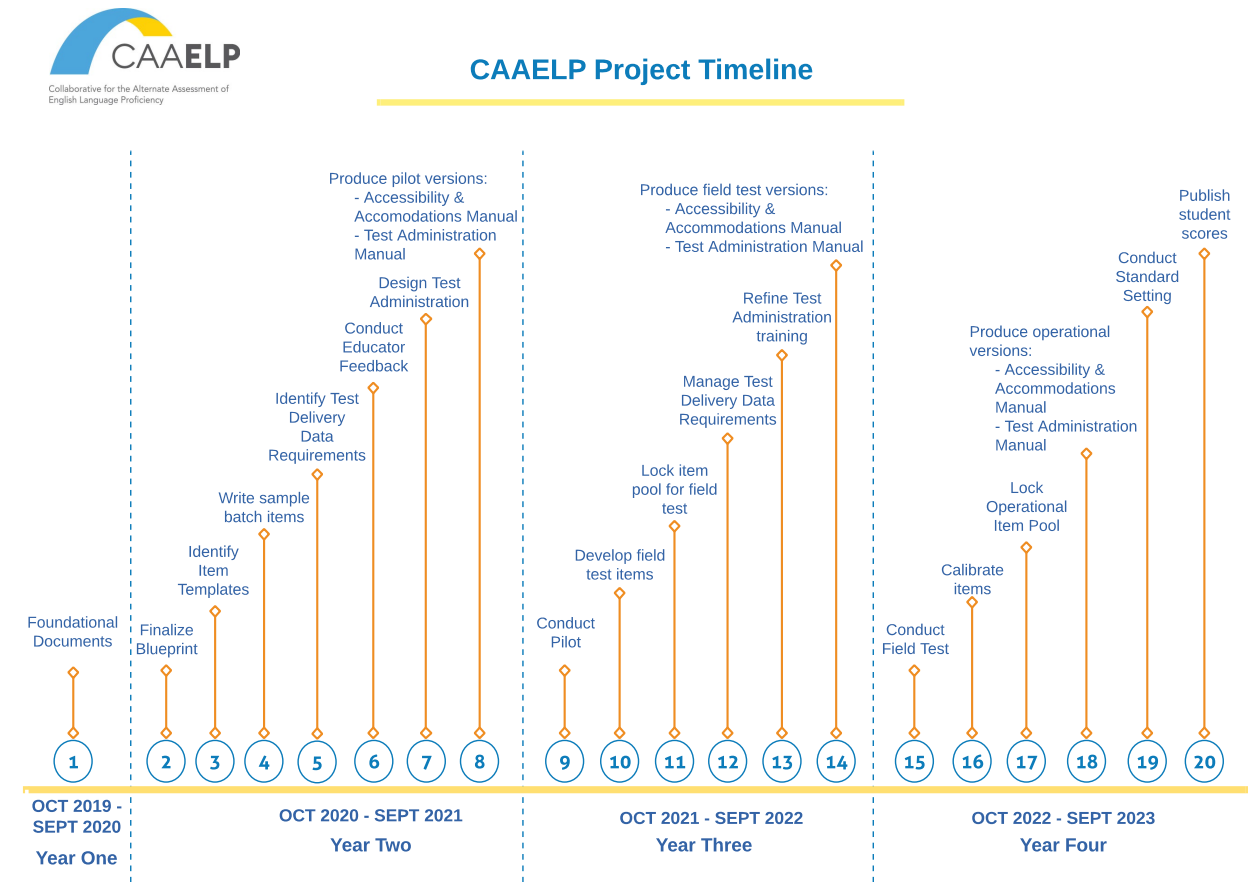 CAAELP
Collaborative for the Alternate Assessment of
English Language Proficiency
CAAELP Project Timeline
Foundational
Documents
Finalize
Blueprint
Identify
Item
Templates
Write sample
batch items
Identify Test
Delivery
Data
Requirements
Conduct
Educator
Feedback
Design Test
Administration
Produce pilot versions:
- Accessibility &
Accomodations Manual
- Test Administration
Manual
Conduct
Pilot
Develop field
test items
Lock item
pool for field
test
Manage Test
Delivery Data
Requirements
Refine Test
Administration
training
Produce field test versions:
- Accessibility &
Accommodations Manual
- Test Administration Manual
Conduct
Field Test
Calibrate
items
Lock
Operational
Item Pool
Produce operational
versions:
- Accessibility &
Accommodations
Manual
- Test Administration
Manual
Conduct
Standard
Setting
Publish
student
scores
1 2 3 4 5 6 7 8 9 10 11 12 13 14 15 16 17 18 19 20
OCT 2019 -
SEPT 2020
Year One
OCT 2020 - SEPT 2021
Year Two
OCT 2021 - SEPT 2022
Year Three
OCT 2022 - SEPT 2023
Year Four